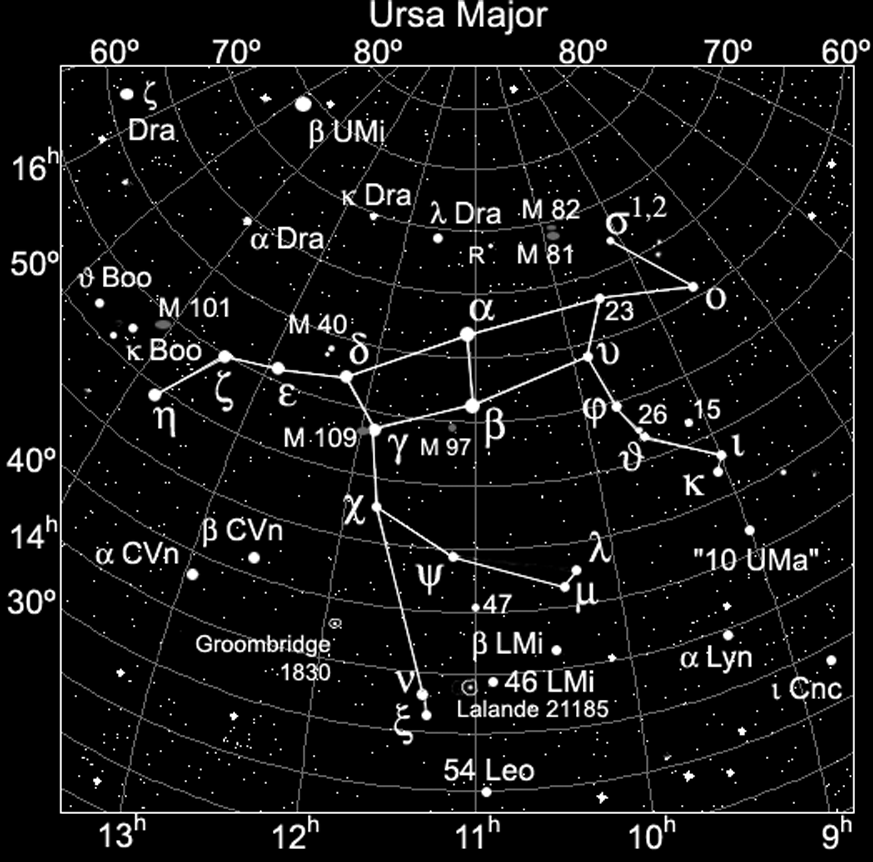 Ursa Major
60º 70º 80º 80º 70º 60º
ζ
Dra
β UMi
16ʰ
κ Dra
λ Dra
M 82
σ¹,²
α Dra
R
M 81
50º
ϑ Boo
M 101
ο
α
23
M 40
δ
κ Boo
υ
ζ
ε
η
φ
26
15
β
M 109
γ
M 97
ϑ
ι
40º
κ
χ
14ʰ
β CVn
α CVn
λ
"10 UMa"
ψ
μ
30º
47
Groombridge
1830
β LMi
α Lyn
ν
46 LMi
ι Cnc
Lalande 21185
ξ
54 Leo
13ʰ 12ʰ 11ʰ 10ʰ 9ʰ